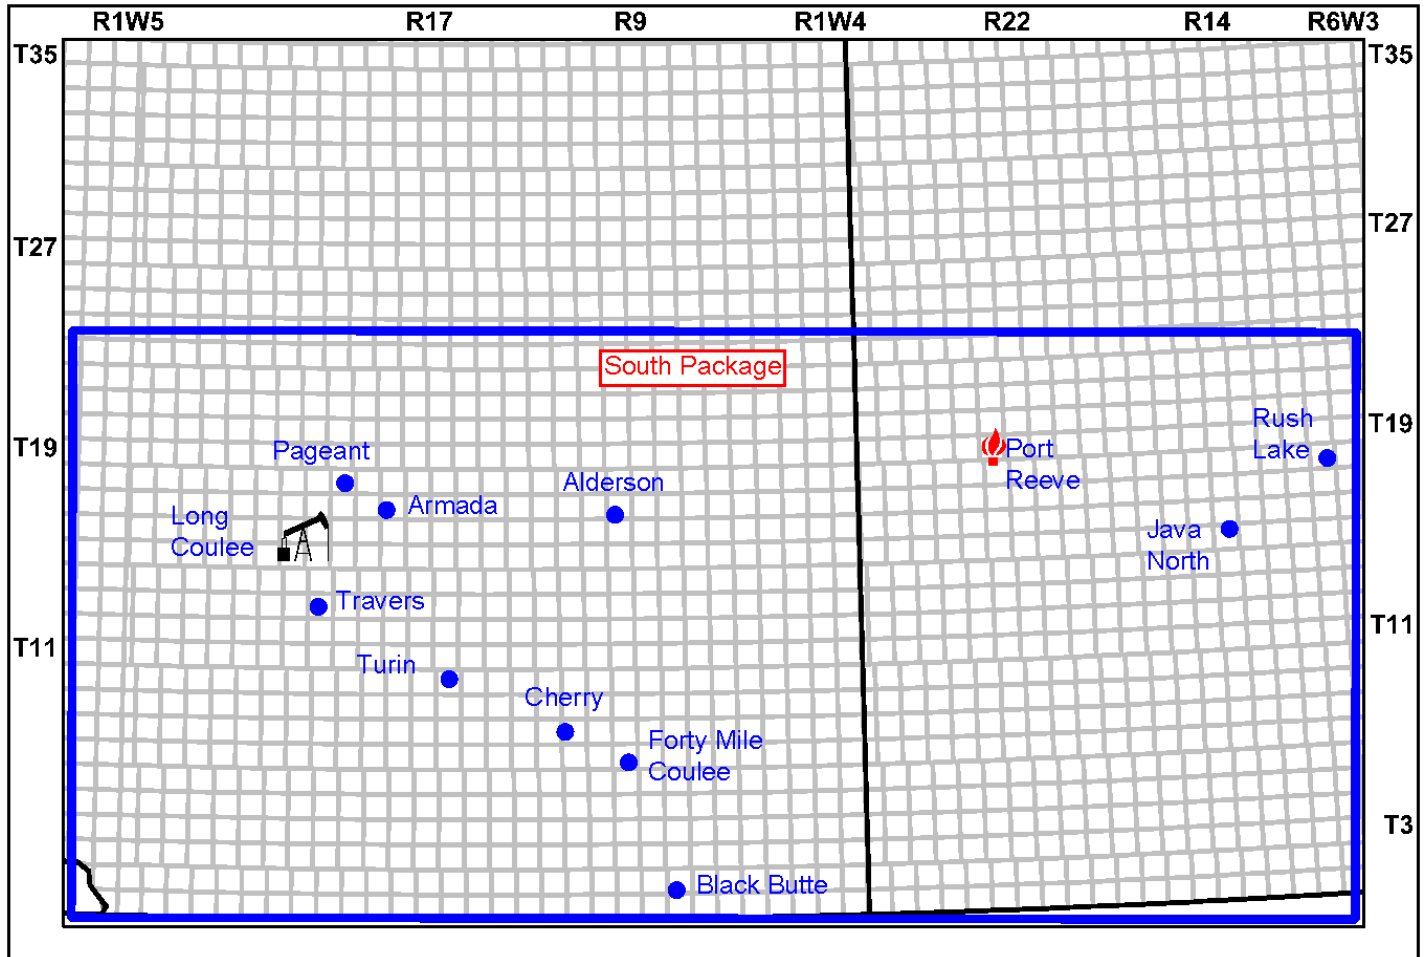 R1W5 R17 R9 R1W4 R22 R14 R6W3
T35 T35
T27 T27
South Package
T19 T19
Rush
Lake
Pageant
Port
Reeve
Alderson
Armada
Long
Coulee
Java
North
Travers
T11 T11
Turin
Cherry
Forty Mile
Coulee
T3
Black Butte